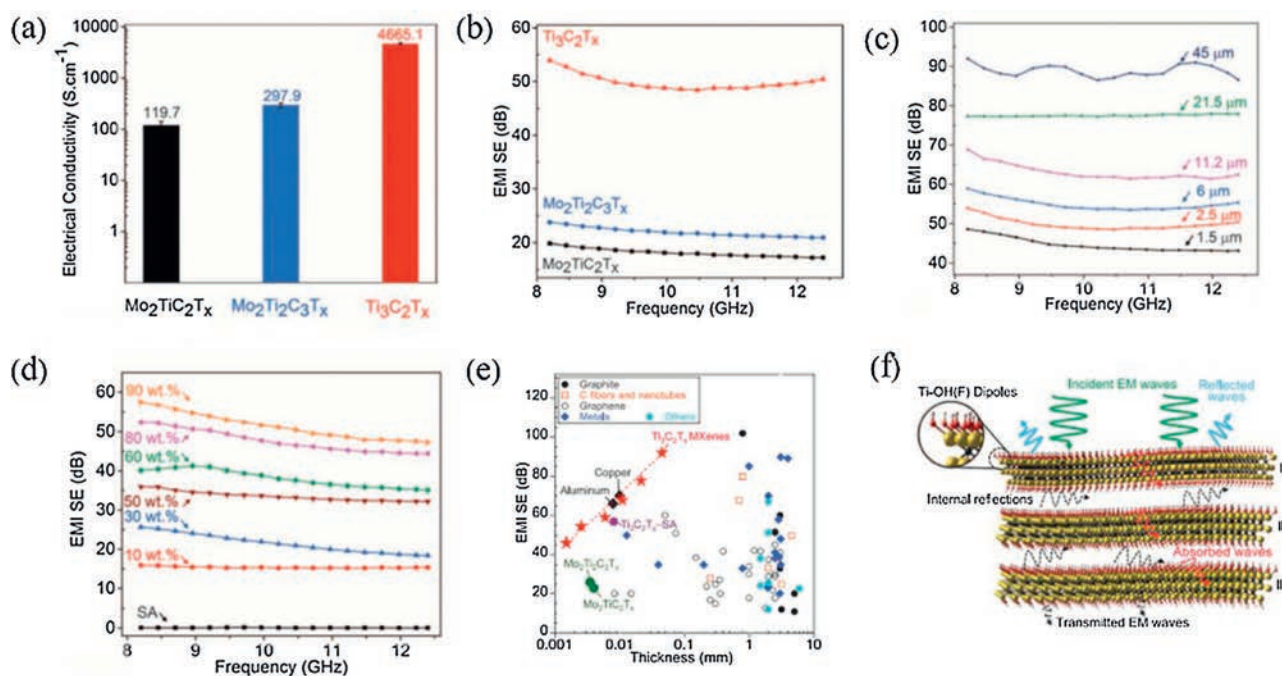 (a)
Electrical Conductivity (S.cm⁻¹)
10000
1000
100
10
1
119.7
297.9
4665.1
Mo₂TiC₂Tₓ
Mo₂Ti₂C₃Tₓ
Ti₃C₂Tₓ
(b)
EMI SE (dB)
60
50
40
30
20
Ti₃C₂Tₓ
Mo₂Ti₂C₃Tₓ
Mo₂TiC₂Tₓ
8 9 10 11 12
Frequency (GHz)
(c)
EMI SE (dB)
100
90
80
70
60
50
40
45 μm
21.5 μm
11.2 μm
6 μm
2.5 μm
1.5 μm
8 9 10 11 12
Frequency (GHz)
(d)
EMI SE (dB)
60
50
40
30
20
10
0
90 wt.%
80 wt.%
60 wt.%
50 wt.%
30 wt.%
10 wt.%
SA
8 9 10 11 12
Frequency (GHz)
(e)
EMI SE (dB)
120
100
80
60
40
20
0
Graphite
C fibers and nanotubes
Graphene
Metals
Others
Ti₃C₂Tₓ MXenes
Copper
Aluminum
Ti₃C₂Tₓ-SA
Mo₂Ti₂C₃Tₓ
Mo₂TiC₂Tₓ
0.001 0.01 0.1 1 10
Thickness (mm)
(f)
Ti-OH(F) Dipoles
Incident EM waves
Reflected
waves
I
Internal reflections
II
Absorbed waves
Transmitted EM waves